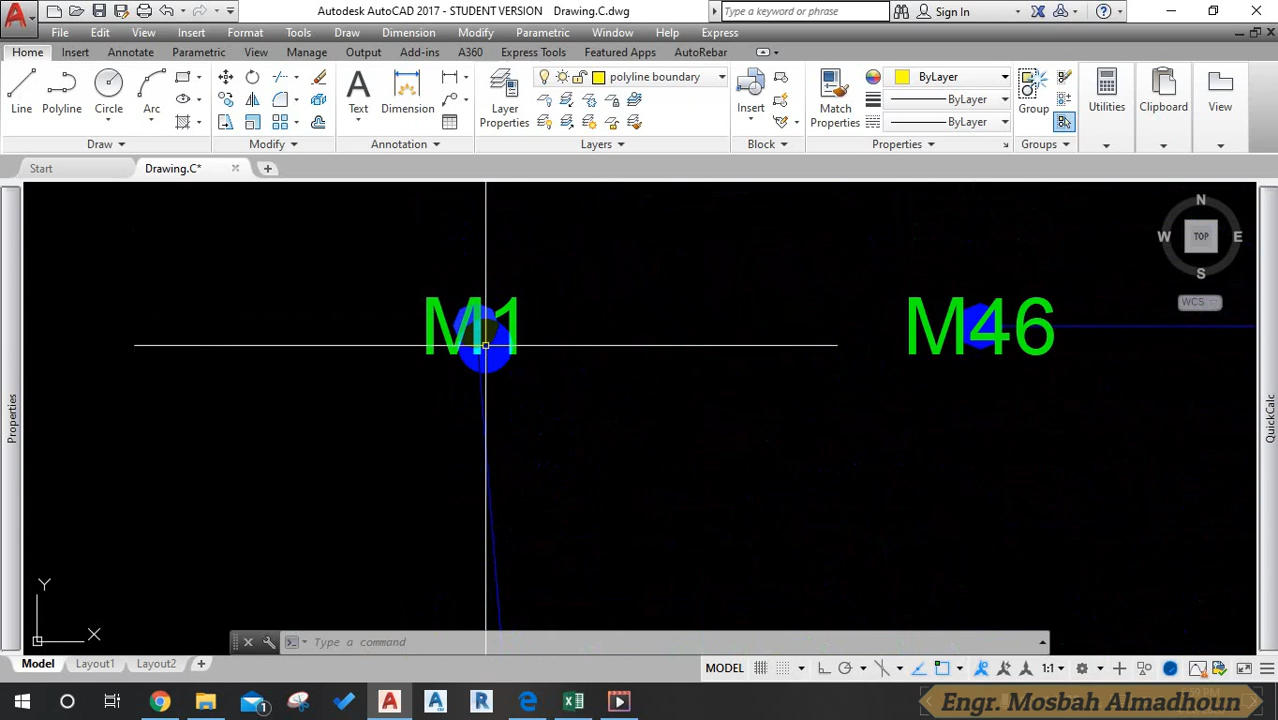 Autodesk AutoCAD 2017 - STUDENT VERSION Drawing.C.dwg
Type a keyword or phrase
Sign In
File Edit View Insert Format Tools Draw Dimension Modify Parametric Window Help Express
Home Insert Annotate Parametric View Manage Output Add-ins A360 Express Tools Featured Apps AutoRebar
polyline boundary
ByLayer
ByLayer
ByLayer
Line Polyline Circle Arc
Text Dimension
Layer Properties
Insert
Match Properties
Group
Utilities
Clipboard
View
Draw Modify Annotation Layers Block Properties Groups
Start Drawing.C*
N
W TOP E
S
WCS
M1 M46
Properties
QuickCalc
Y
X
Type a command
Model Layout1 Layout2
MODEL
1:1
1
Engr. Mosbah Almadhoun